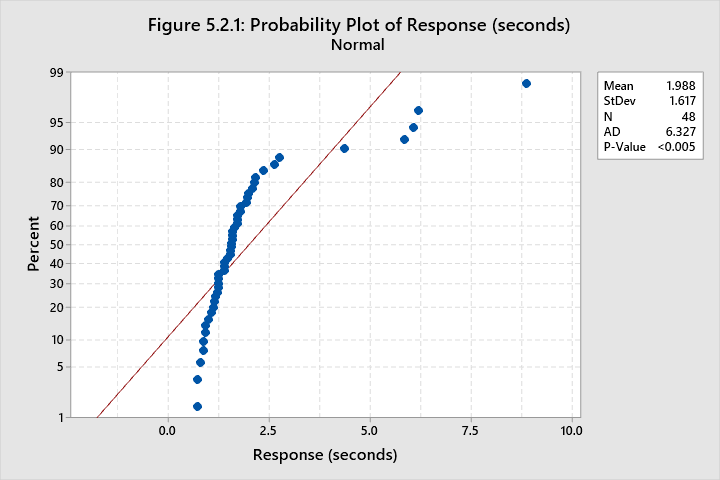 Figure 5.2.1: Probability Plot of Response (seconds)
Normal
99
95
90
80
70
60
50
40
30
20
10
5
1
Percent
0.0 2.5 5.0 7.5 10.0
Response (seconds)
Mean 1.988
StDev 1.617
N 48
AD 6.327
P-Value <0.005